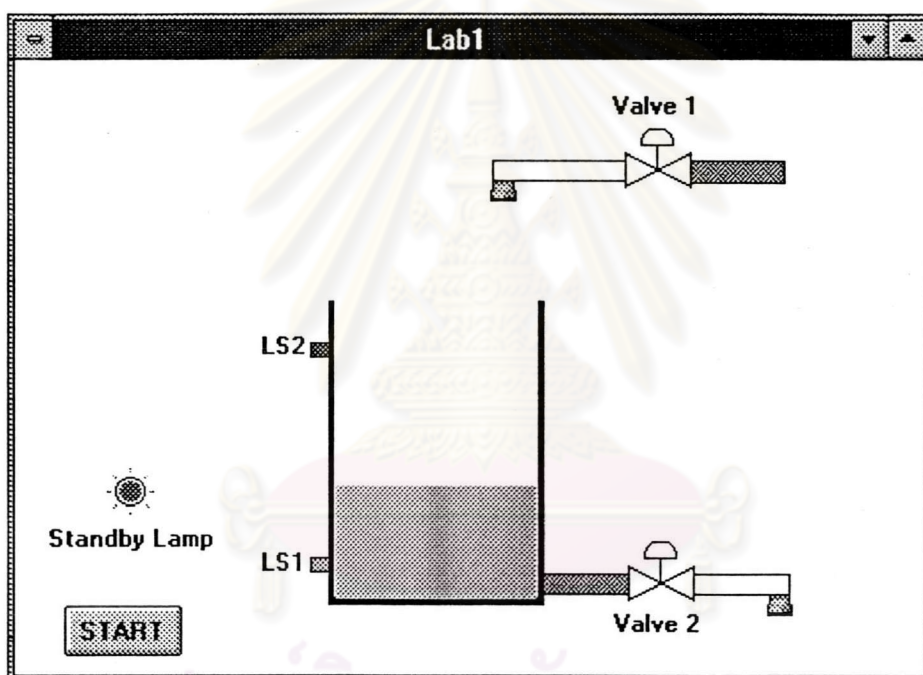 Lab1
Valve 1
LS2
Standby Lamp
LS1
START
Valve 2